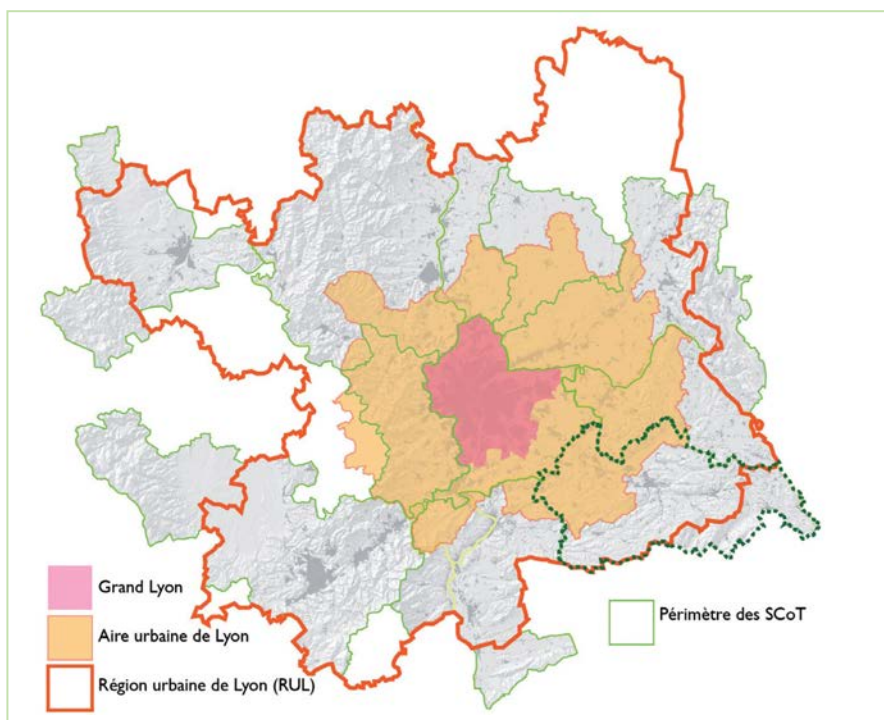 Grand Lyon
Aire urbaine de Lyon
Région urbaine de Lyon (RUL)
Périmètre des SCoT